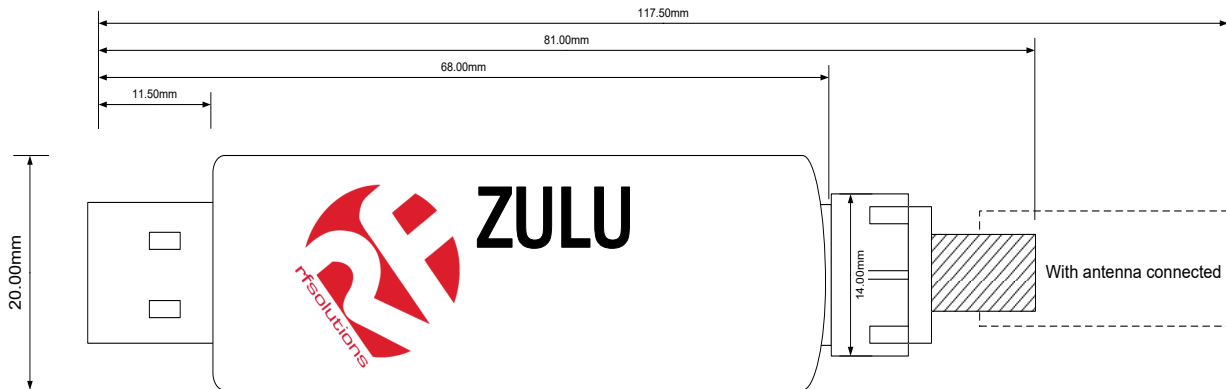 117.50mm
81.00mm
68.00mm
11.50mm
ZULU
RF
rfsolutions
20.00mm
14.00mm
With antenna connected